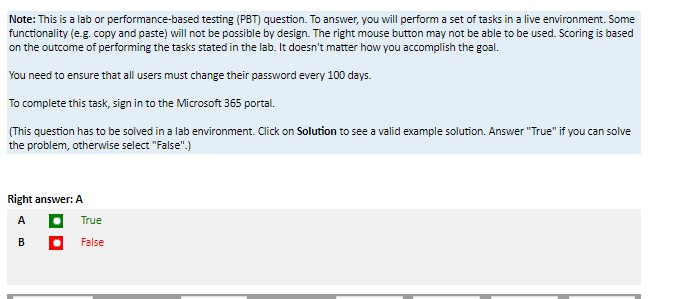 Note: This is a lab or performance-based testing (PBT) question. To answer, you will perform a set of tasks in a live environment. Some
functionality (e.g. copy and paste) will not be possible by design. The right mouse button may not be able to be used. Scoring is based
on the outcome of performing the tasks stated in the lab. It doesn't matter how you accomplish the goal.
You need to ensure that all users must change their password every 100 days.
To complete this task, sign in to the Microsoft 365 portal.
(This question has to be solved in a lab environment. Click on Solution to see a valid example solution. Answer "True" if you can solve
the problem, otherwise select "False".)
Right answer: A
A True
B False